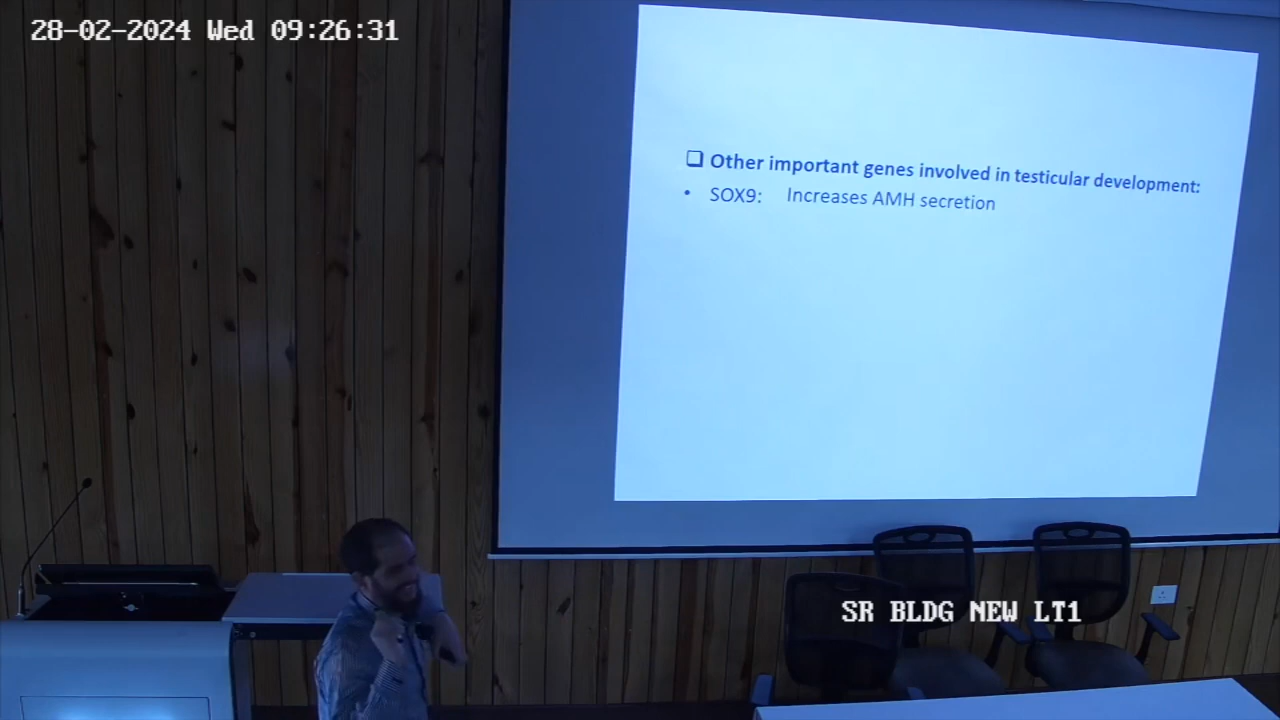 28-02-2024 Wed 09:26:31
❑ Other important genes involved in testicular development:
• SOX9: Increases AMH secretion
SR BLDG NEW LT1